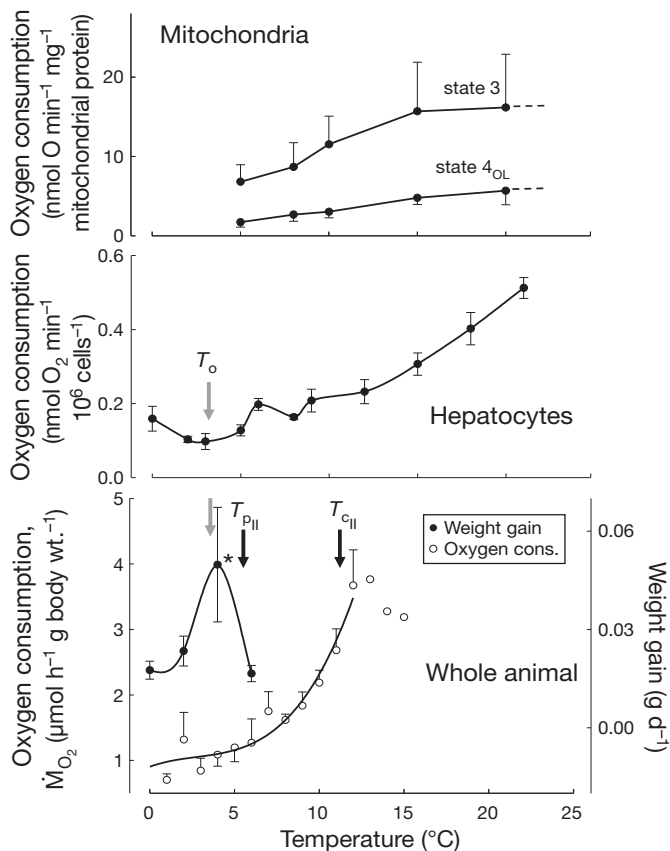 Mitochondria
Oxygen consumption
(nmol O min–1 mg–1
mitochondrial protein)
20
10
0
state 3
state 4OL
Oxygen consumption
(nmol O2 min–1
106 cells–1)
0.6
0.4
0.2
0.0
To
Hepatocytes
Oxygen consumption,
ṀO2 (µmol h–1 g body wt.–1)
5
4
3
2
1
TpII
TcII
*
Weight gain
Oxygen cons.
Whole animal
0.06
0.03
0.00
Weight gain (g d–1)
0 5 10 15 20 25
Temperature (°C)